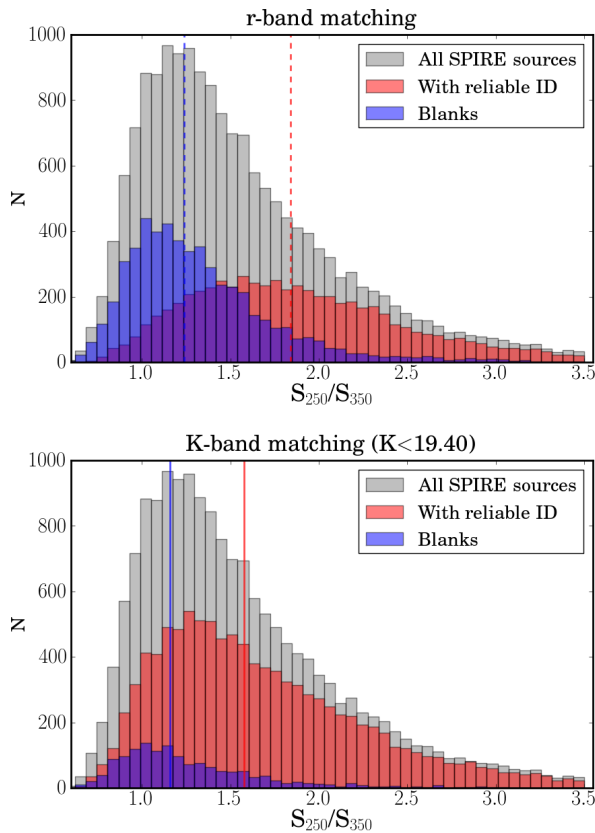 r-band matching
1000
800
600
400
200
0
N
All SPIRE sources
With reliable ID
Blanks
1.0 1.5 2.0 2.5 3.0 3.5
S250/S350
K-band matching (K<19.40)
1000
800
600
400
200
0
N
All SPIRE sources
With reliable ID
Blanks
1.0 1.5 2.0 2.5 3.0 3.5
S250/S350